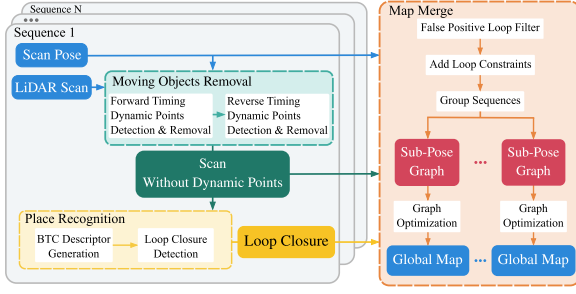 Sequence N
•••
Sequence 1
Scan Pose
LiDAR Scan
Moving Objects Removal
Forward Timing
Dynamic Points
Detection & Removal
Reverse Timing
Dynamic Points
Detection & Removal
Scan
Without Dynamic Points
Place Recognition
BTC Descriptor
Generation
Loop Closure
Detection
Loop Closure
Map Merge
False Positive Loop Filter
Add Loop Constraints
Group Sequences
Sub-Pose
Graph
•••
Sub-Pose
Graph
Graph
Optimization
Graph
Optimization
Global Map
•••
Global Map